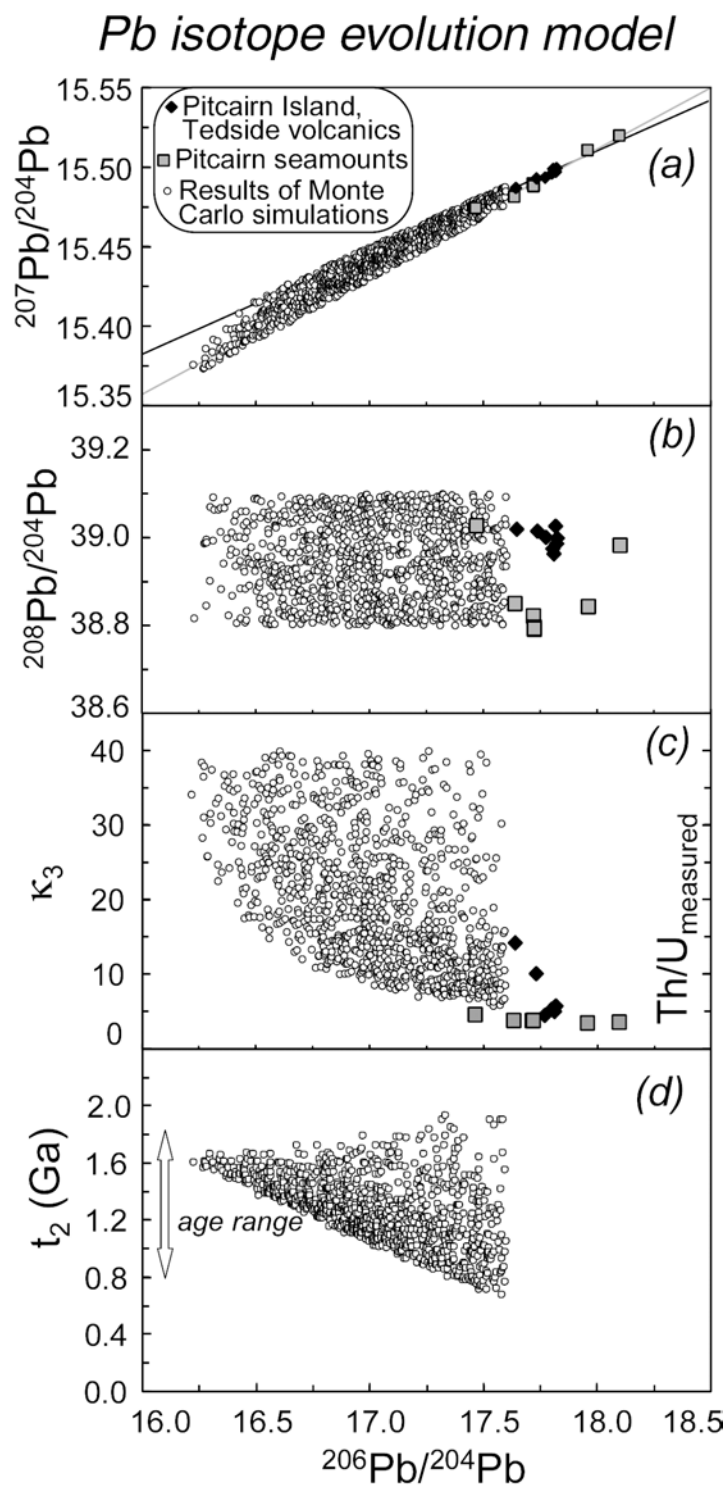 Pb isotope evolution model
15.55
15.50
15.45
15.40
15.35
²⁰⁷Pb/²⁰⁴Pb
Pitcairn Island,
Tedside volcanics
Pitcairn seamounts
Results of Monte
Carlo simulations
(a)
39.2
39.0
38.8
38.6
²⁰⁸Pb/²⁰⁴Pb
(b)
40
30
20
10
0
κ₃
(c)
Th/U measured
2.0
1.6
1.2
0.8
0.4
0.0
t₂ (Ga)
age range
(d)
16.0 16.5 17.0 17.5 18.0 18.5
²⁰⁶Pb/²⁰⁴Pb